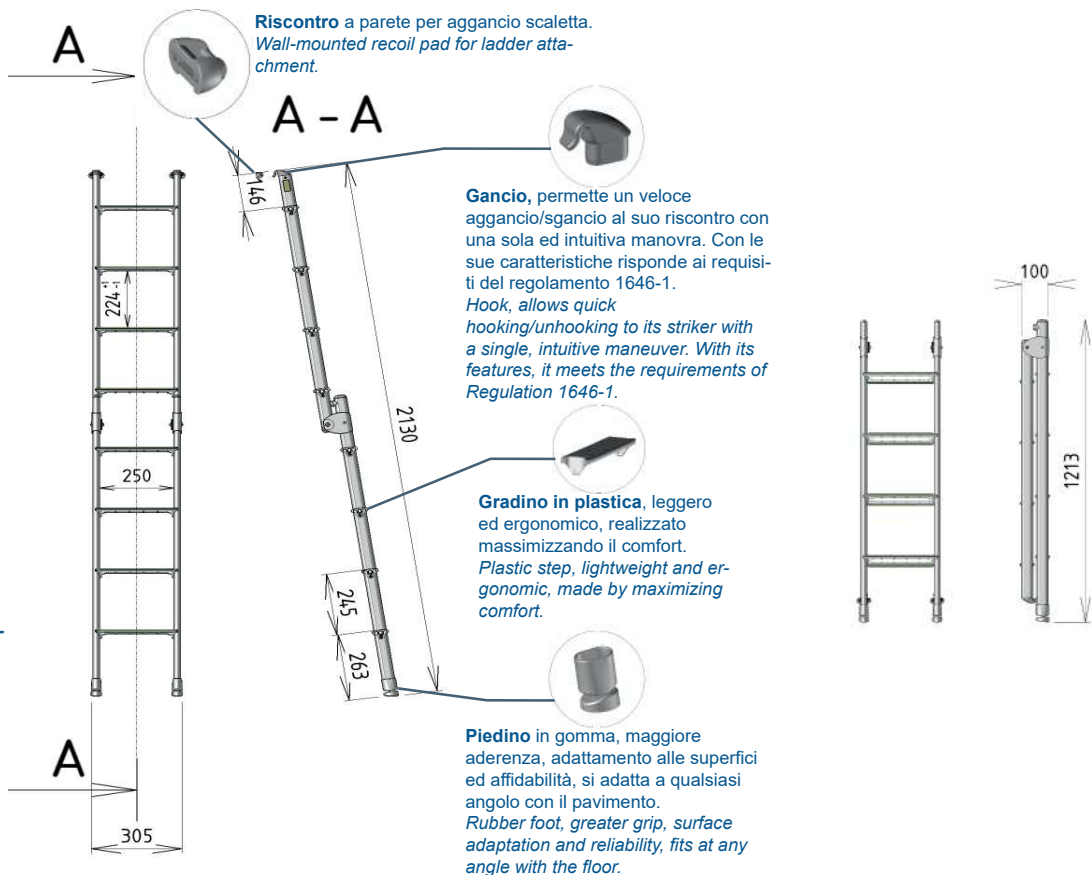 Riscontro a parete per aggancio scaletta.
Wall-mounted recoil pad for ladder atta-
chment.
A
A – A
146
Gancio, permette un veloce
aggancio/sgancio al suo riscontro con
una sola ed intuitiva manovra. Con le
sue caratteristiche risponde ai requisi-
ti del regolamento 1646-1.
Hook, allows quick
hooking/unhooking to its striker with
a single, intuitive maneuver. With its
features, it meets the requirements of
Regulation 1646-1.
224 +1 -1
100
2130
1213
250
Gradino in plastica, leggero
ed ergonomico, realizzato
massimizzando il comfort.
Plastic step, lightweight and er-
gonomic, made by maximizing
comfort.
245
263
Piedino in gomma, maggiore
aderenza, adattamento alle superfici
ed affidabilità, si adatta a qualsiasi
angolo con il pavimento.
Rubber foot, greater grip, surface
adaptation and reliability, fits at any
angle with the floor.
A
305